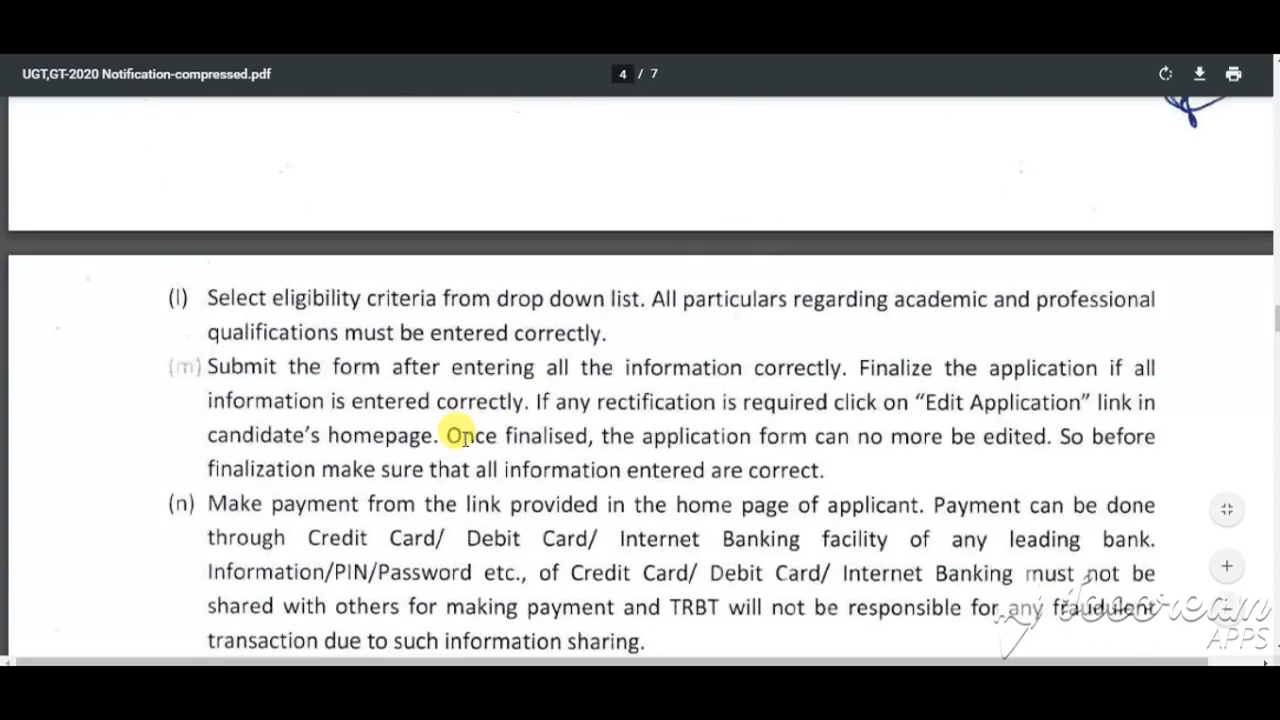 UGT,GT-2020 Notification-compressed.pdf
4 / 7
(l) Select eligibility criteria from drop down list. All particulars regarding academic and professional
qualifications must be entered correctly.
(m) Submit the form after entering all the information correctly. Finalize the application if all
information is entered correctly. If any rectification is required click on “Edit Application” link in
candidate’s homepage. Once finalised, the application form can no more be edited. So before
finalization make sure that all information entered are correct.
(n) Make payment from the link provided in the home page of applicant. Payment can be done
through Credit Card/ Debit Card/ Internet Banking facility of any leading bank.
Information/PIN/Password etc., of Credit Card/ Debit Card/ Internet Banking must not be
shared with others for making payment and TRBT will not be responsible for any fraudulent
transaction due to such information sharing.
APPS